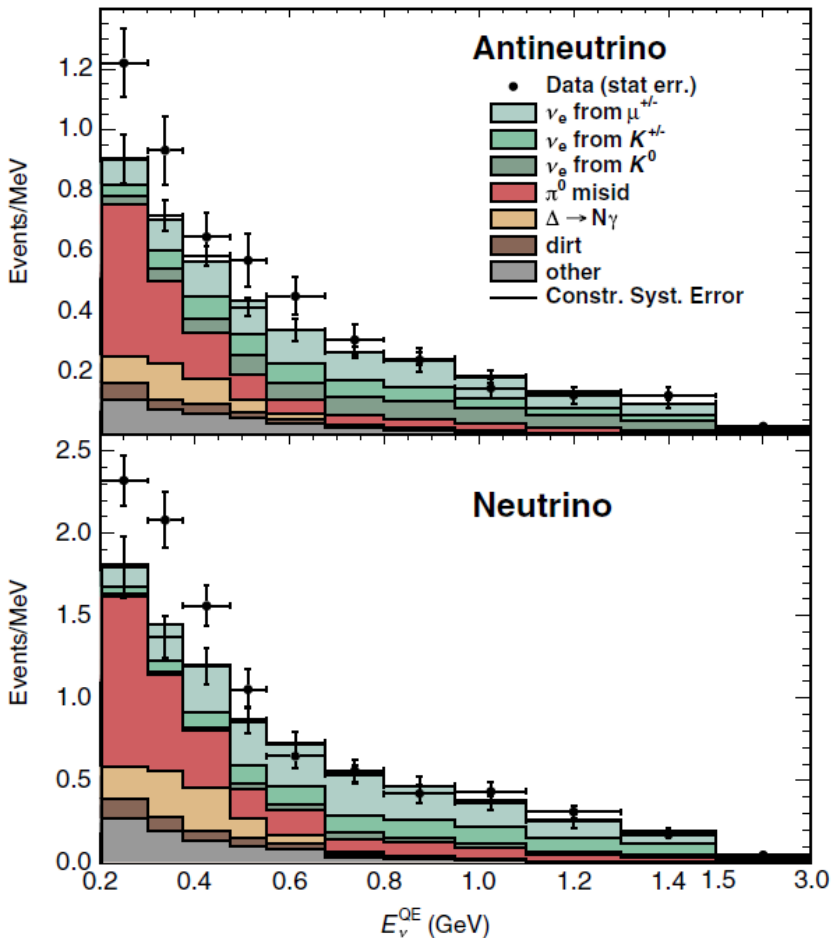 Antineutrino
Data (stat err.)
νe from μ+/-
νe from K+/-
νe from K0
π0 misid
Δ → Nγ
dirt
other
Constr. Syst. Error
Events/MeV
1.2
1.0
0.8
0.6
0.4
0.2
Neutrino
Events/MeV
2.5
2.0
1.5
1.0
0.5
0.0
0.2 0.4 0.6 0.8 1.0 1.2 1.4 1.5 3.0
EνQE (GeV)